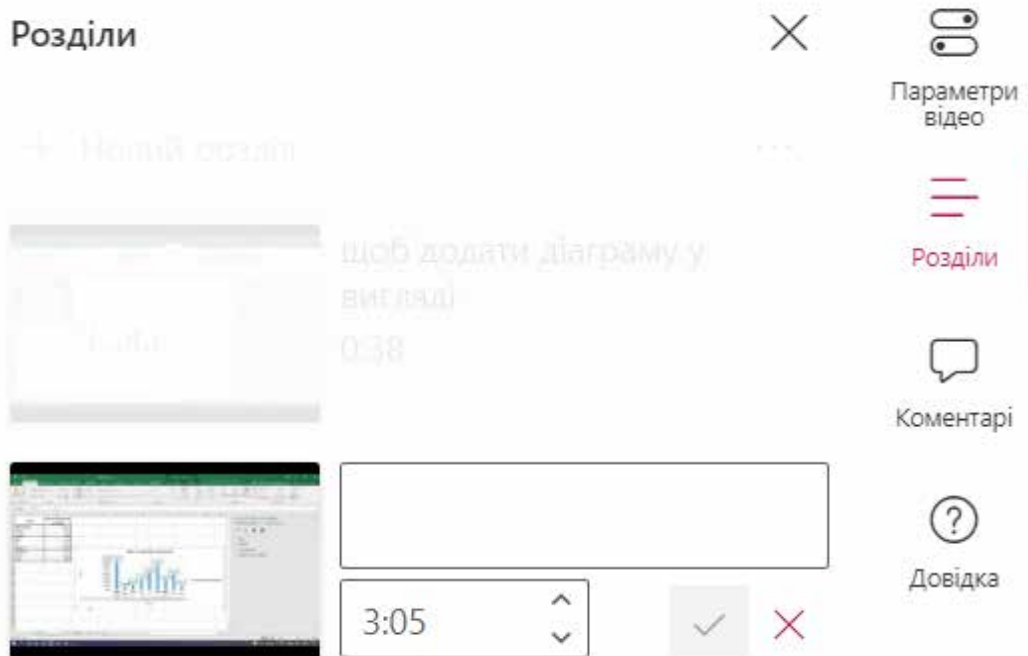 Розділи
+ Новий розділ
щоб додати діаграму у
вигляді
0:38
3:05
Параметри
відео
Розділи
Коментарі
Довідка